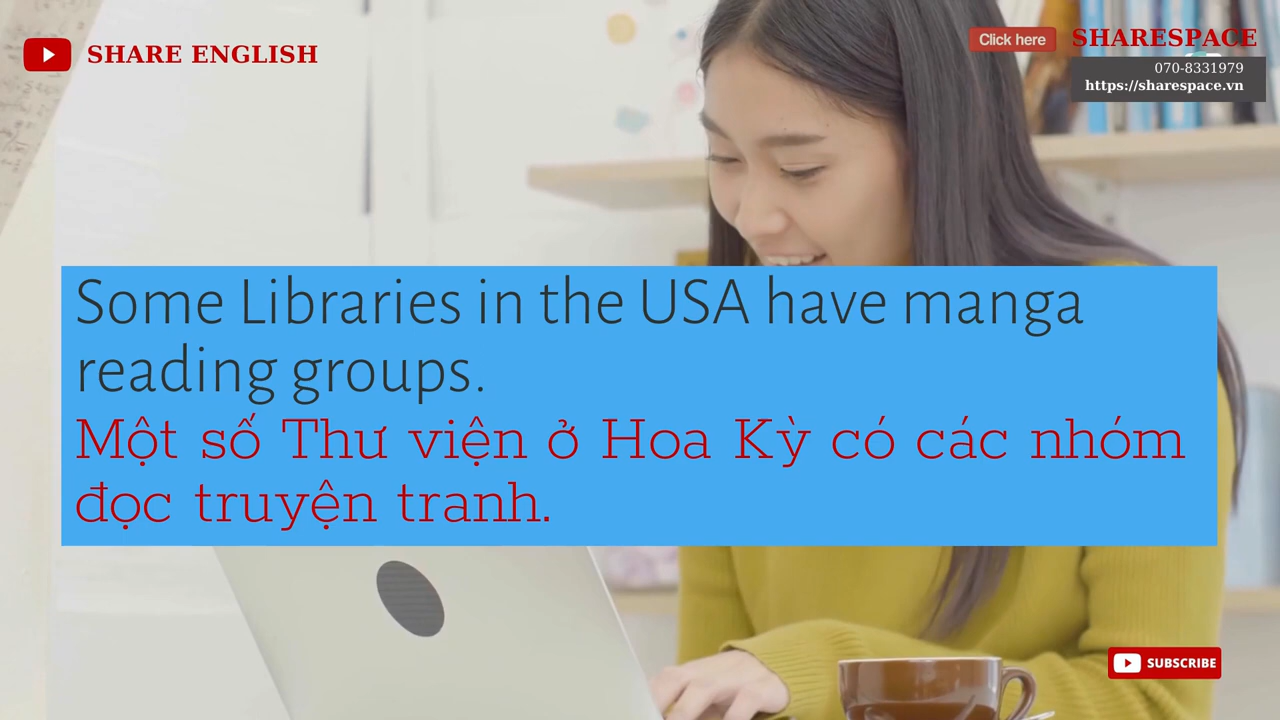 SHARE ENGLISH
Click here
SHARESPACE
070-8331979
https://sharespace.vn
Some Libraries in the USA have manga
reading groups.
Một số Thư viện ở Hoa Kỳ có các nhóm
đọc truyện tranh.
SUBSCRIBE